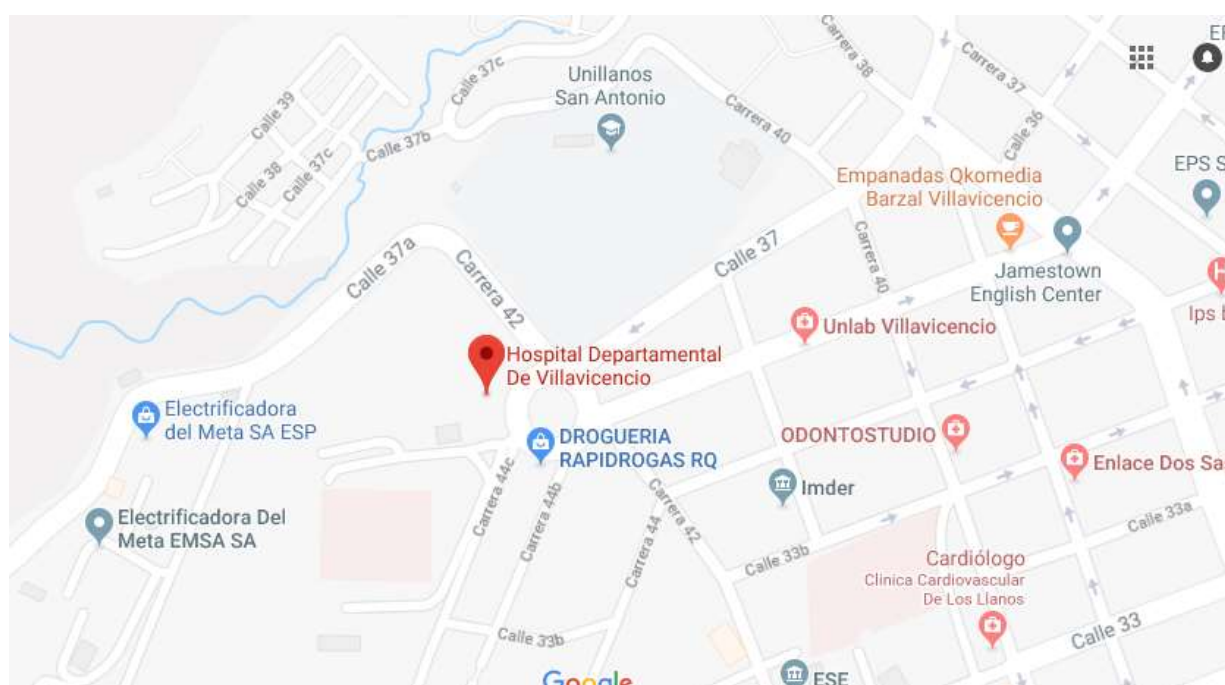 Unillanos
San Antonio
Calle 39
Calle 37c
Calle 37b
Calle 38
Calle 37c
Carrera 38
Carrera 37
Calle 36
Carrera 40
EPS S
Empanadas Qkomedia
Barzal Villavicencio
Carrera 40
Jamestown
English Center
Ips
Calle 37a
Carrera 42
Calle 37
Unlab Villavicencio
Hospital Departamental
De Villavicencio
Electrificadora
del Meta SA ESP
DROGUERIA
RAPIDROGAS RQ
ODONTOSTUDIO
Enlace Dos Sa
Imder
Carrera 44c
Carrera 44b
Carrera 44
Carrera 42
Electrificadora Del
Meta EMSA SA
Calle 33b
Calle 33a
Cardiólogo
Clinica Cardiovascular
De Los Llanos
Calle 33b
Calle 33
Google
ESE